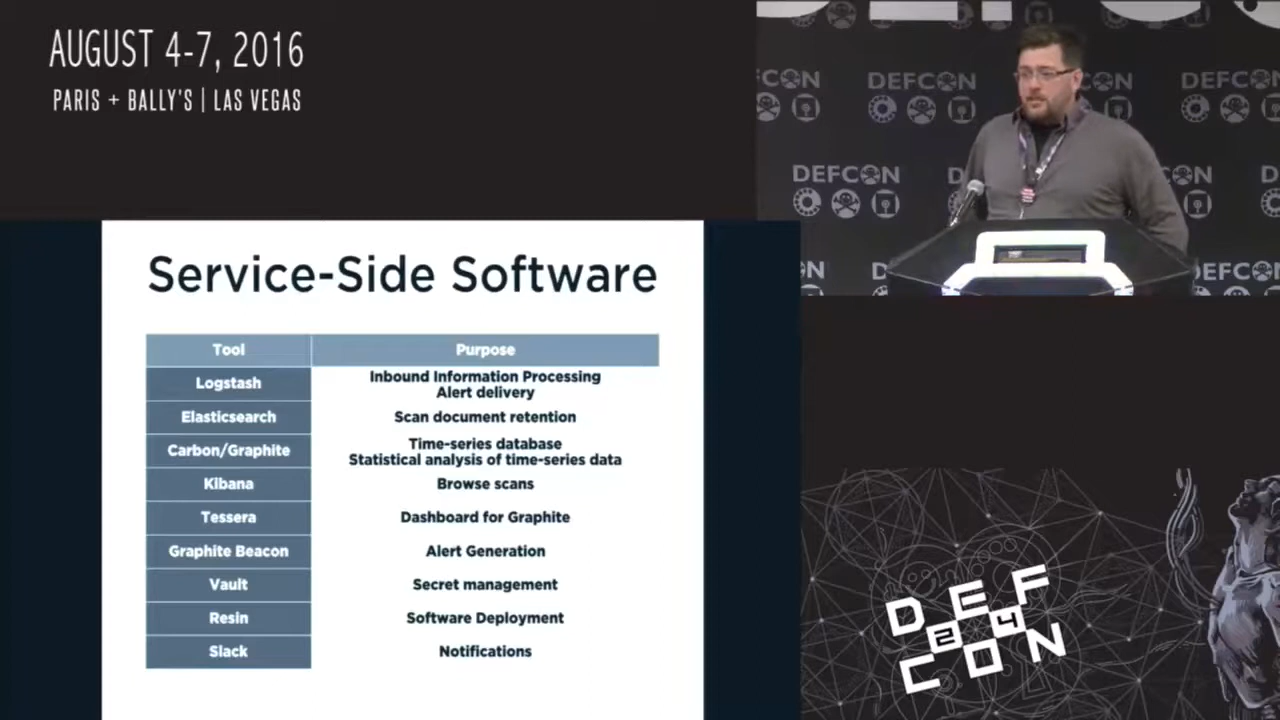 AUGUST 4-7, 2016
PARIS + BALLY'S | LAS VEGAS
DEFCON
DEFCON
DEFCON
DEFCON
Service-Side Software
Tool Purpose
Logstash Inbound Information Processing
Alert delivery
Elasticsearch Scan document retention
Carbon/Graphite Time-series database
Statistical analysis of time-series data
Kibana Browse scans
Tessera Dashboard for Graphite
Graphite Beacon Alert Generation
Vault Secret management
Resin Software Deployment
Slack Notifications
DEF
24
CON